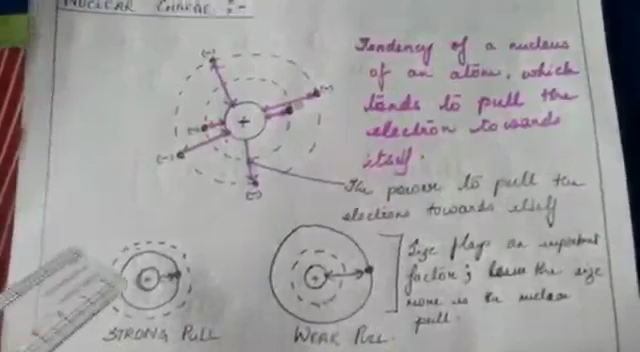 NUCLEAR CHARGE :-
Tendency of a nucleus
of an atom, which
tends to pull the
electron towards
itself.
(-)
(-)
(-)
(-)
+
The power to pull the
electrons towards itself
Size plays an important
factor; lesser the size
more is the nuclear
pull.
+
+
STRONG PULL
WEAK PULL